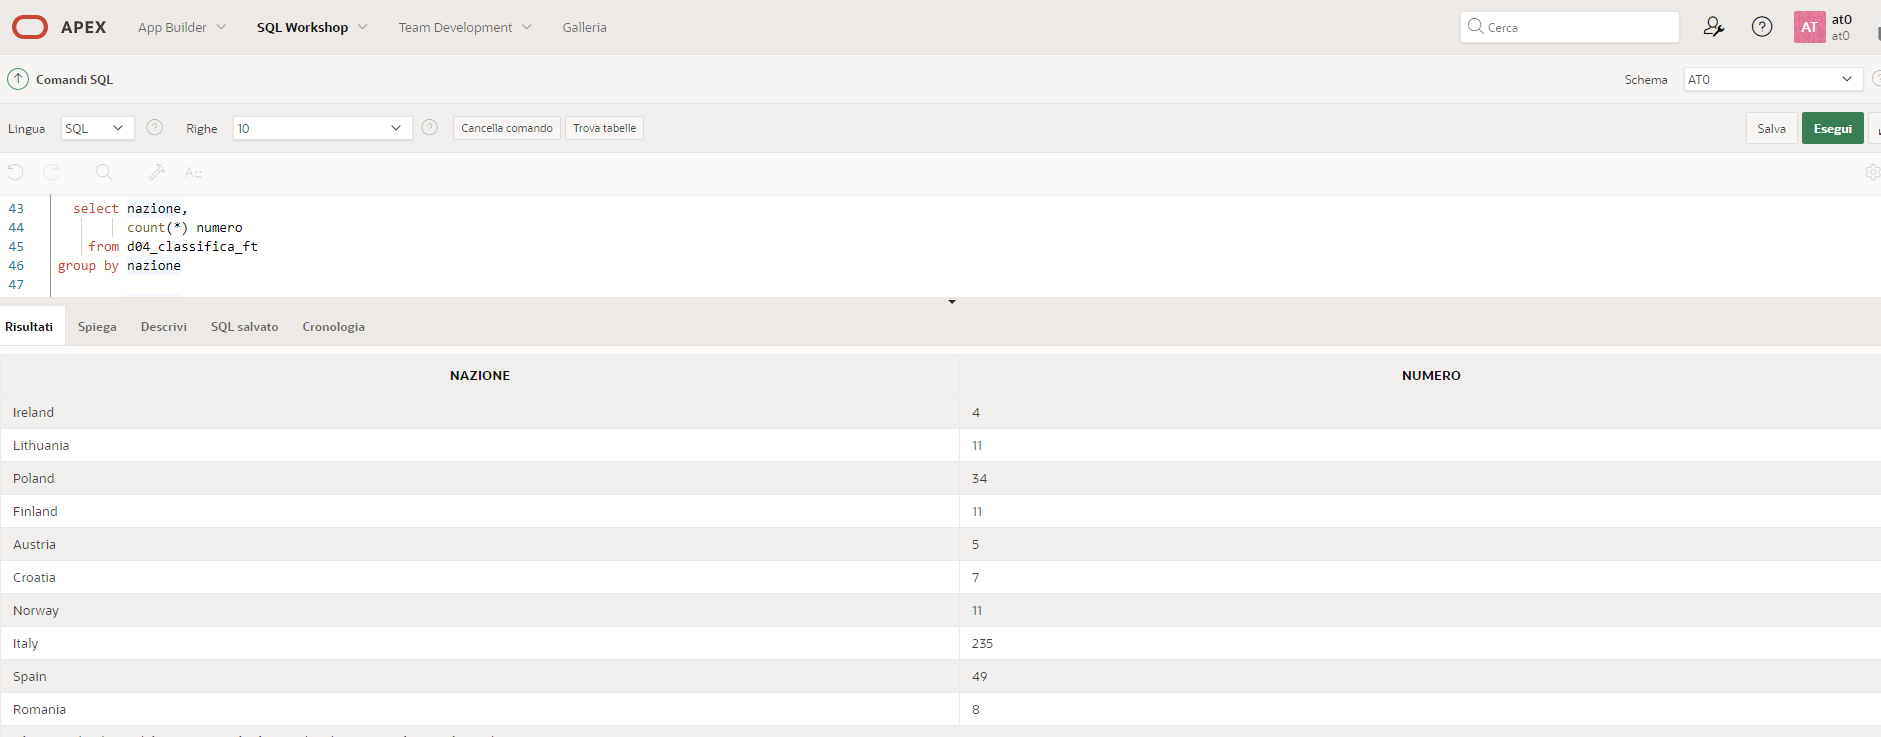 APEX App Builder SQL Workshop Team Development Galleria Cerca AT at0
at0
Comandi SQL Schema AT0
Lingua SQL Righe 10 Cancella comando Trova tabelle Salva Esegui
43 select nazione,
44 count(*) numero
45 from d04_classifica_ft
46 group by nazione
47
Risultati Spiega Descrivi SQL salvato Cronologia
NAZIONE NUMERO
Ireland 4
Lithuania 11
Poland 34
Finland 11
Austria 5
Croatia 7
Norway 11
Italy 235
Spain 49
Romania 8